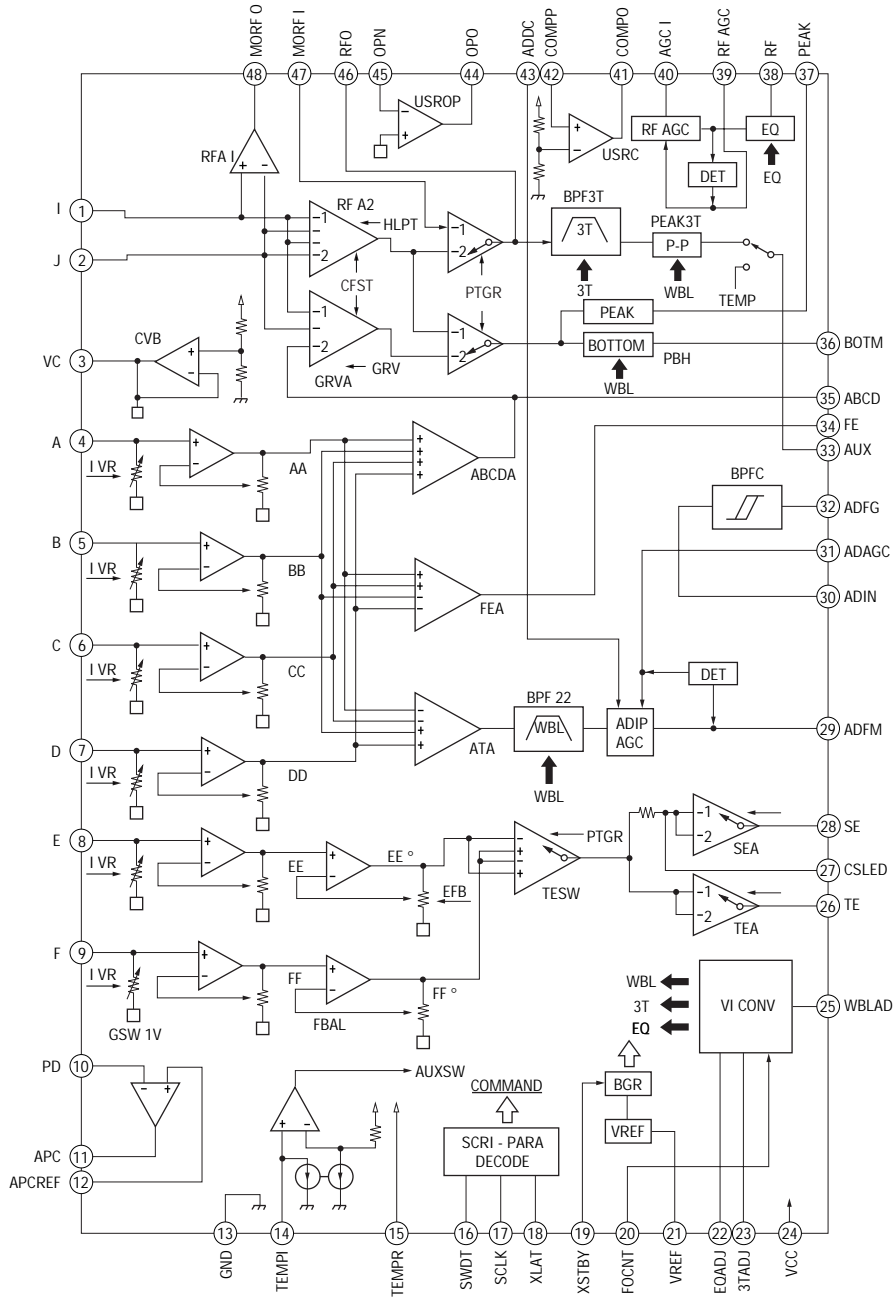 MORF O
MORF I
RFO
OPN
OPO
ADDC
COMPP
COMPO
AGC I
RF AGC
RF
PEAK
48
47
46
45
44
43
42
41
40
39
38
37
USROP
- +
RFA I
+ -
+ -
USRC
RF AGC
EQ
DET
EQ
I
1
J
2
RF A2
-1
-
-
-2
HLPT
-1
-2
BPF3T
3T
3T
PEAK3T
P-P
WBL
TEMP
CFST
PTGR
PEAK
-
-2
GRV
GRVA
-1
-2
BOTTOM
PBH
WBL
36
BOTM
35
ABCD
34
FE
33
AUX
VC
3
CVB
+
-
A
4
I VR
+
-
AA
+
+
+
+
ABCDA
BPFC
32
ADFG
31
ADAGC
30
ADIN
B
5
I VR
+
-
BB
+
+
-
-
FEA
C
6
I VR
+
-
CC
DET
D
7
I VR
+
-
DD
-
-
+
+
ATA
BPF 22
WBL
WBL
ADIP
AGC
29
ADFM
E
8
I VR
+
-
EE
+
-
EE °
EFB
-
+
-
+
PTGR
TESW
-1
-2
SEA
28
SE
27
CSLED
-1
-2
TEA
26
TE
F
9
I VR
GSW 1V
+
-
FF
+
-
FBAL
FF °
WBL
3T
EQ
VI CONV
25
WBLAD
PD
10
- +
APC
11
APCREF
12
AUXSW
+ -
COMMAND
SCRI - PARA
DECODE
BGR
VREF
13
14
15
16
17
18
19
20
21
22
23
24
GND
TEMPI
TEMPR
SWDT
SCLK
XLAT
XSTBY
FOCNT
VREF
EQADJ
3TADJ
VCC